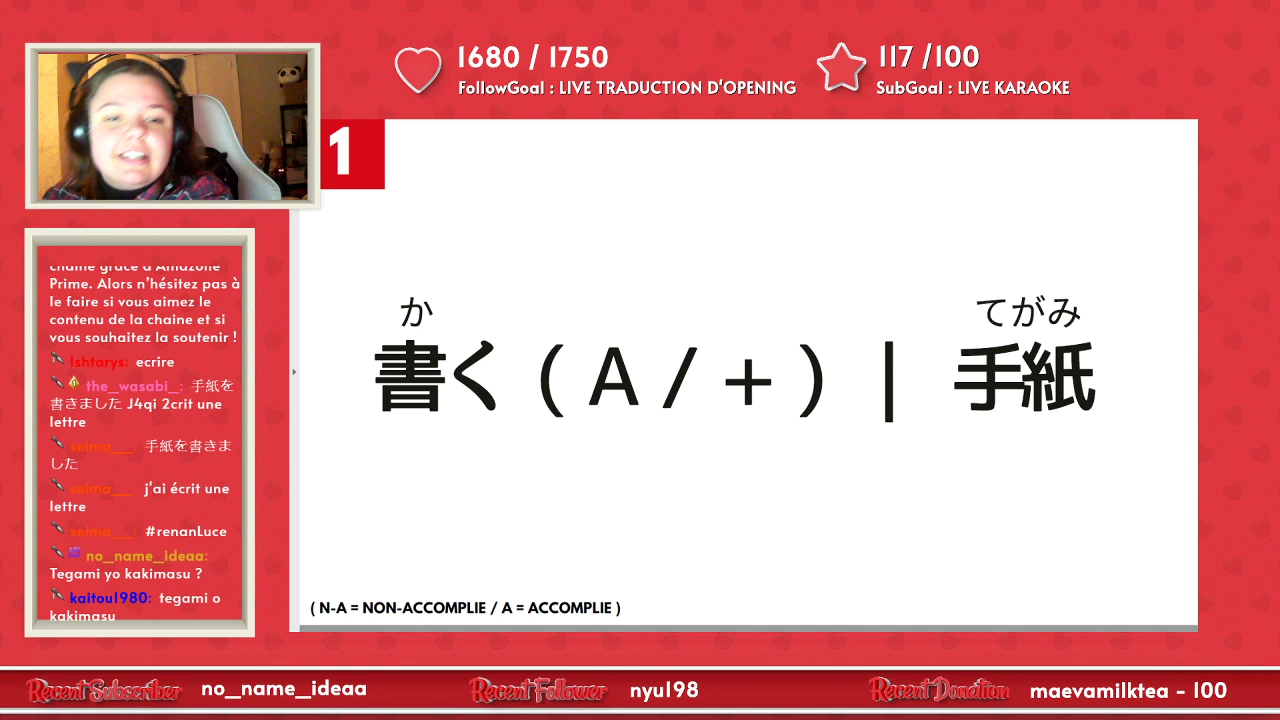 1680 / 1750
FollowGoal : LIVE TRADUCTION D'OPENING
117 /100
SubGoal : LIVE KARAOKE
1
か
てがみ
書く ( A / + ) | 手紙
( N-A = NON-ACCOMPLIE / A = ACCOMPLIE )
chaine grâce à Amazone
Prime. Alors n'hésitez pas à
le faire si vous aimez le
contenu de la chaine et si
vous souhaitez la soutenir !
Ishtarys: ecrire
the_wasabi_: 手紙を
書きました J4qi 2crit une
lettre
seima___: 手紙を書きま
した
seima___: j'ai écrit une
lettre
seima___: #renanLuce
no_name_ideaa:
Tegami yo kakimasu ?
kaitou1980: tegami o
kakimasu
Recent Subscriber no_name_ideaa
Recent Follower nyu198
Recent Donation maevamilktea - 100